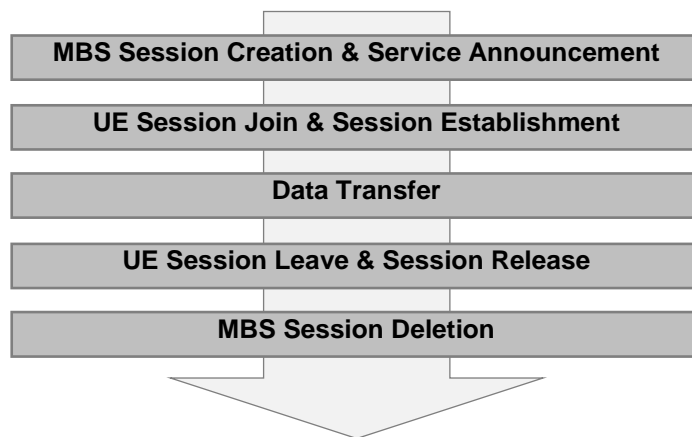 MBS Session Creation & Service Announcement
UE Session Join & Session Establishment
Data Transfer
UE Session Leave & Session Release
MBS Session Deletion